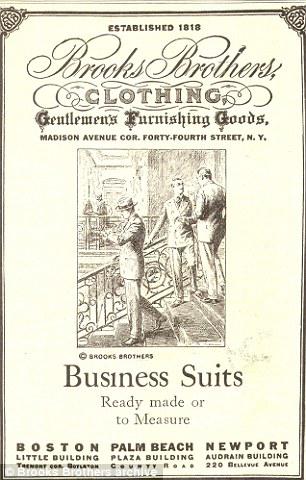 ESTABLISHED 1818
Brooks Brothers,
CLOTHING,
Gentlemen's Furnishing Goods,
MADISON AVENUE COR. FORTY-FOURTH STREET, N. Y.
© BROOKS BROTHERS
Business Suits
Ready made or
to Measure
BOSTON PALM BEACH NEWPORT
LITTLE BUILDING PLAZA BUILDING AUDRAIN BUILDING
TREMONT COR. BOYLSTON COUNTY ROAD 220 BELLEVUE AVENUE
© Brooks Brothers archive